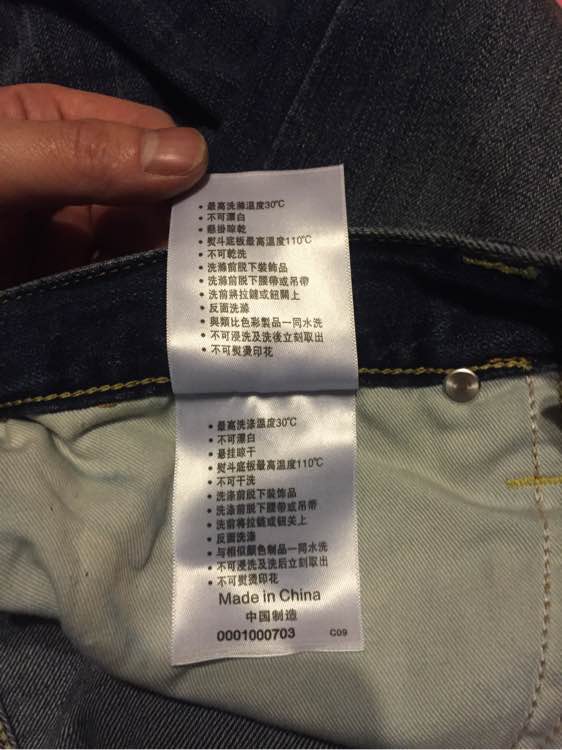 • 最高洗滌溫度30℃
• 不可漂白
• 懸掛晾乾
• 熨斗底板最高溫度110℃
• 不可乾洗
• 洗滌前脱下裝飾品
• 洗滌前脱下腰帶或吊帶
• 洗前將拉鏈或鈕關上
• 反面洗滌
• 與類比色彩製品一同水洗
• 不可浸洗及洗後立刻取出
• 不可熨燙印花
• 最高洗涤温度30℃
• 不可漂白
• 悬挂晾干
• 熨斗底板最高温度110℃
• 不可干洗
• 洗涤前脱下装飾品
• 洗涤前脱下腰帶或吊帶
• 洗前将拉鏈或鈕关上
• 反面洗涤
• 与相似顏色制品一同水洗
• 不可浸洗及洗后立刻取出
• 不可熨燙印花
Made in China
中国制造
0001000703 C09